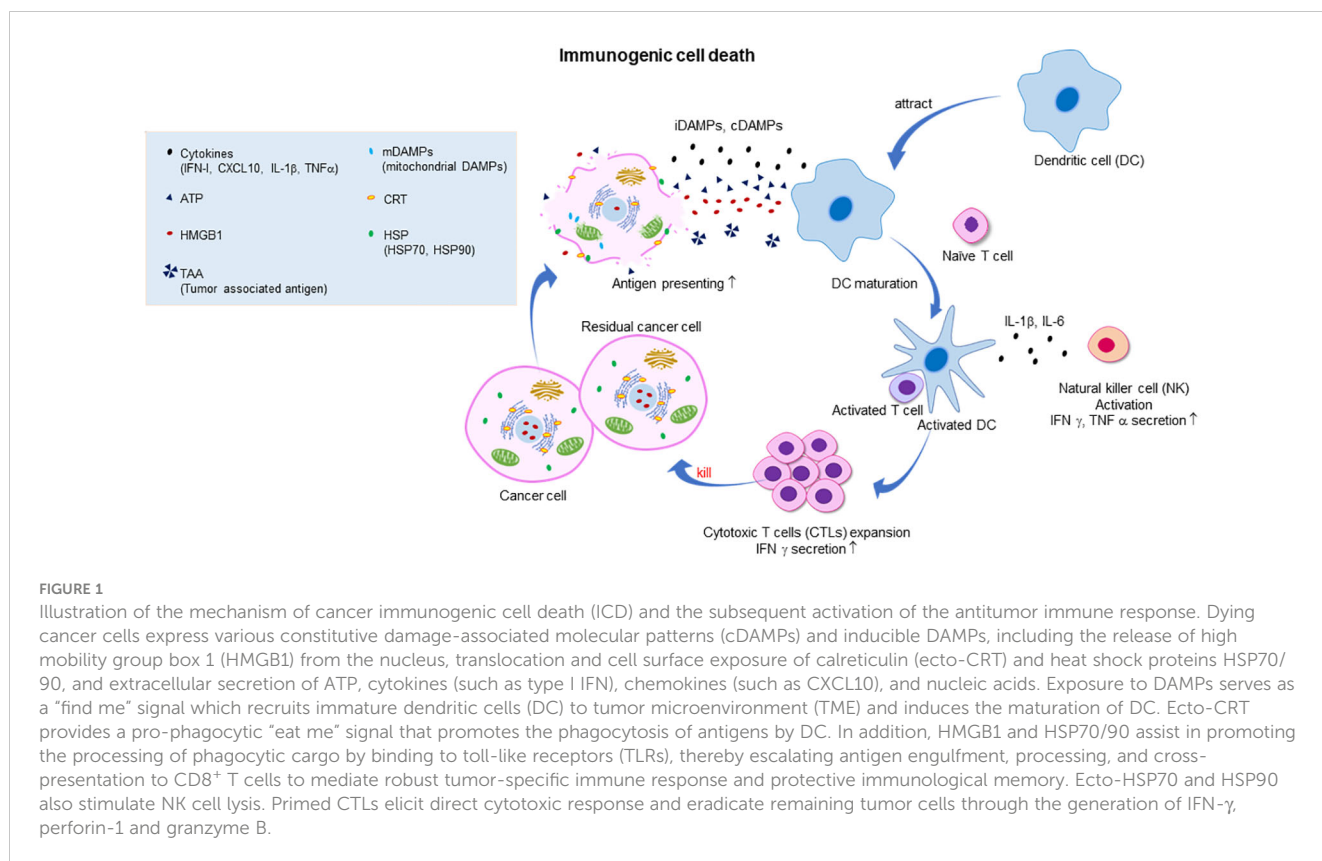 Immunogenic cell death
attract
iDAMPs, cDAMPs
Dendritic cell (DC)
Cytokines
(IFN-I, CXCL10, IL-1β, TNFα)
mDAMPs
(mitochondrial DAMPs)
ATP
CRT
HMGB1
HSP
(HSP70, HSP90)
TAA
(Tumor associated antigen)
Antigen presenting ↑
DC maturation
Naïve T cell
Residual cancer cell
IL-1β, IL-6
Natural killer cell (NK)
Activation
IFN γ, TNF α secretion ↑
Activated T cell
Activated DC
kill
Cancer cell
Cytotoxic T cells (CTLs) expansion
IFN γ secretion ↑
FIGURE 1
Illustration of the mechanism of cancer immunogenic cell death (ICD) and the subsequent activation of the antitumor immune response. Dying
cancer cells express various constitutive damage-associated molecular patterns (cDAMPs) and inducible DAMPs, including the release of high
mobility group box 1 (HMGB1) from the nucleus, translocation and cell surface exposure of calreticulin (ecto-CRT) and heat shock proteins HSP70/
90, and extracellular secretion of ATP, cytokines (such as type I IFN), chemokines (such as CXCL10), and nucleic acids. Exposure to DAMPs serves as
a “find me” signal which recruits immature dendritic cells (DC) to tumor microenvironment (TME) and induces the maturation of DC. Ecto-CRT
provides a pro-phagocytic “eat me” signal that promotes the phagocytosis of antigens by DC. In addition, HMGB1 and HSP70/90 assist in promoting
the processing of phagocytic cargo by binding to toll-like receptors (TLRs), thereby escalating antigen engulfment, processing, and cross-
presentation to CD8⁺ T cells to mediate robust tumor-specific immune response and protective immunological memory. Ecto-HSP70 and HSP90
also stimulate NK cell lysis. Primed CTLs elicit direct cytotoxic response and eradicate remaining tumor cells through the generation of IFN-γ,
perforin-1 and granzyme B.